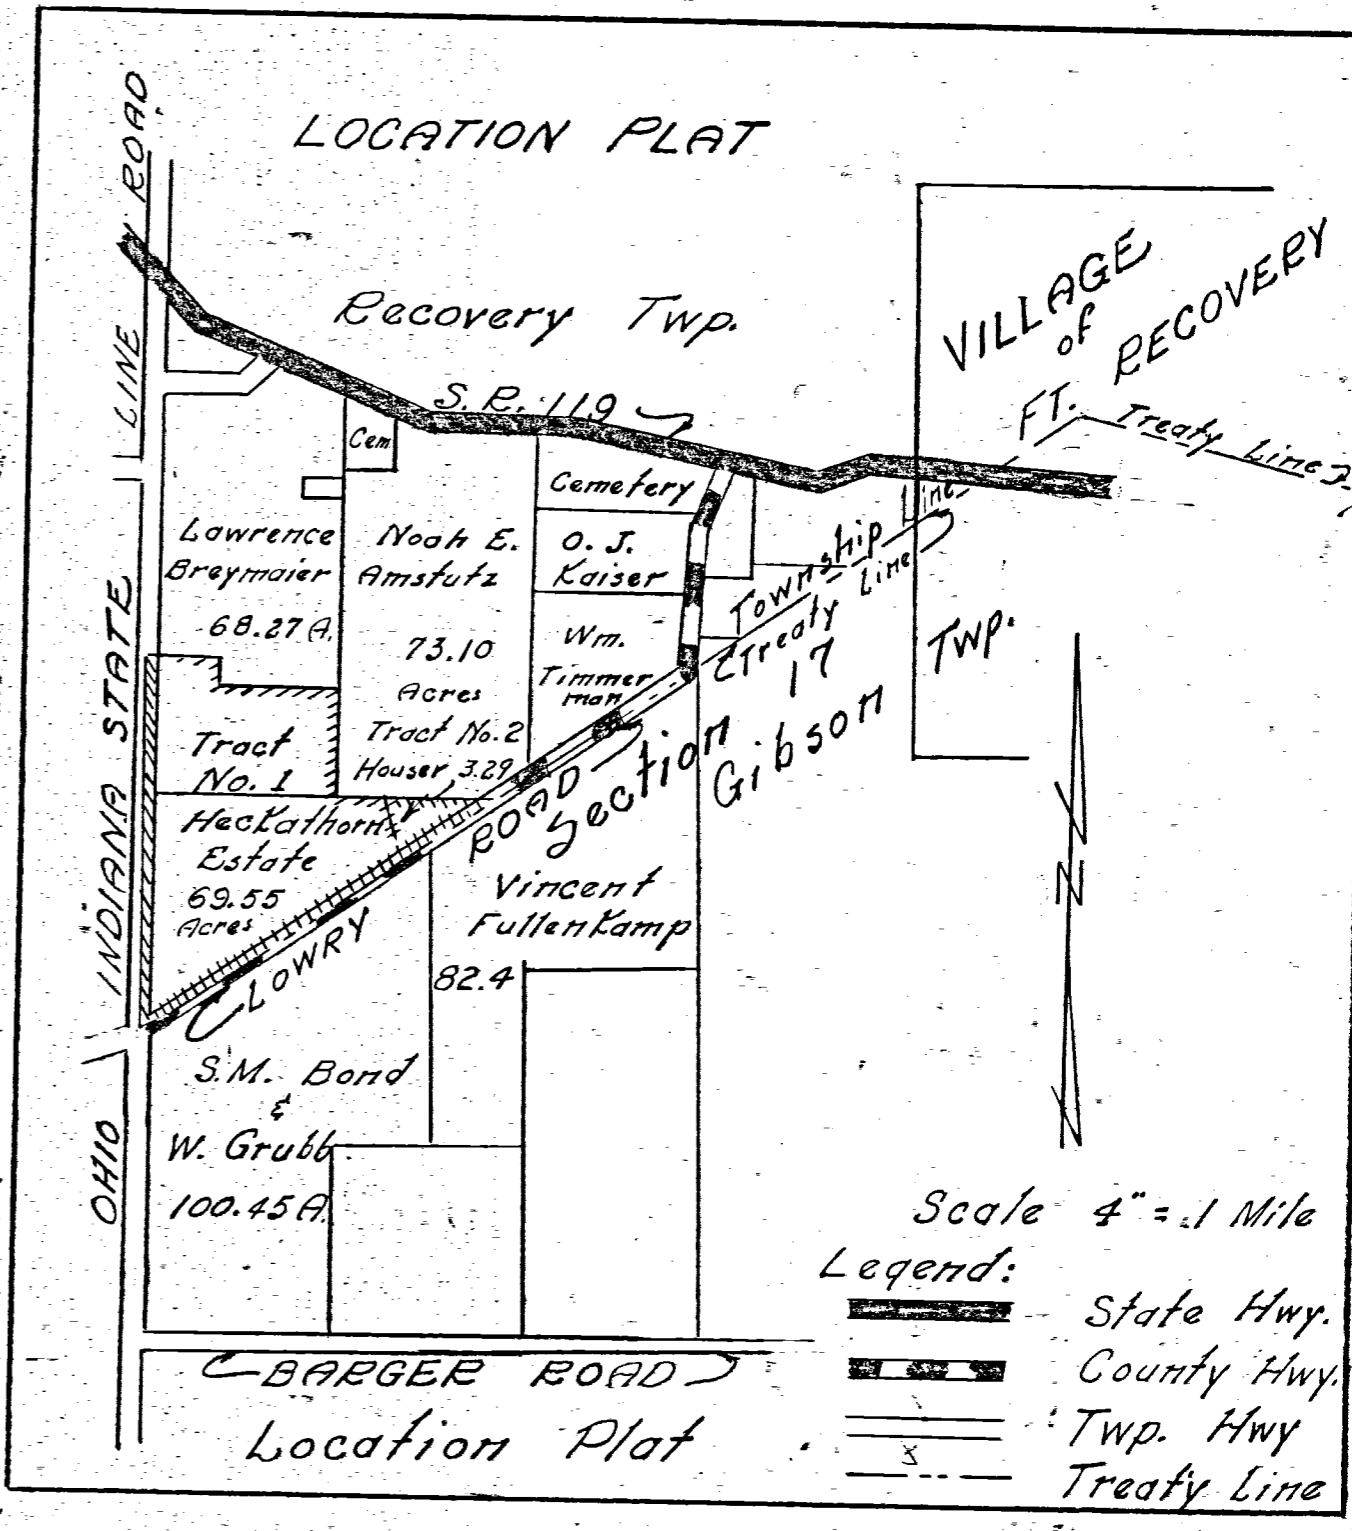 LOCATION PLAT
OHIO INDIANA STATE LINE ROAD
Recovery Twp.
VILLAGE
of
FT. RECOVERY
S.R. 119
Treaty Line
Cem
Cemetery
Lawrence
Breymaier
68.27 A.
Noah E.
Amstutz
73.10
Acres
O. J.
Kaiser
Wm.
Timmer
man
Township Line
Treaty Line
Section 17
Gibson Twp.
Tract
No. 1
Tract No. 2
Houser 3.29
Heckathorn
Estate
69.55
Acres
LOWRY ROAD
Vincent
Fullenkamp
82.4
N
S.M. Bond
&
W. Grubb
100.45 A.
Scale 4" = 1 Mile
Legend:
State Hwy.
County Hwy.
Twp. Hwy
Treaty Line
BARGER ROAD
Location Plat